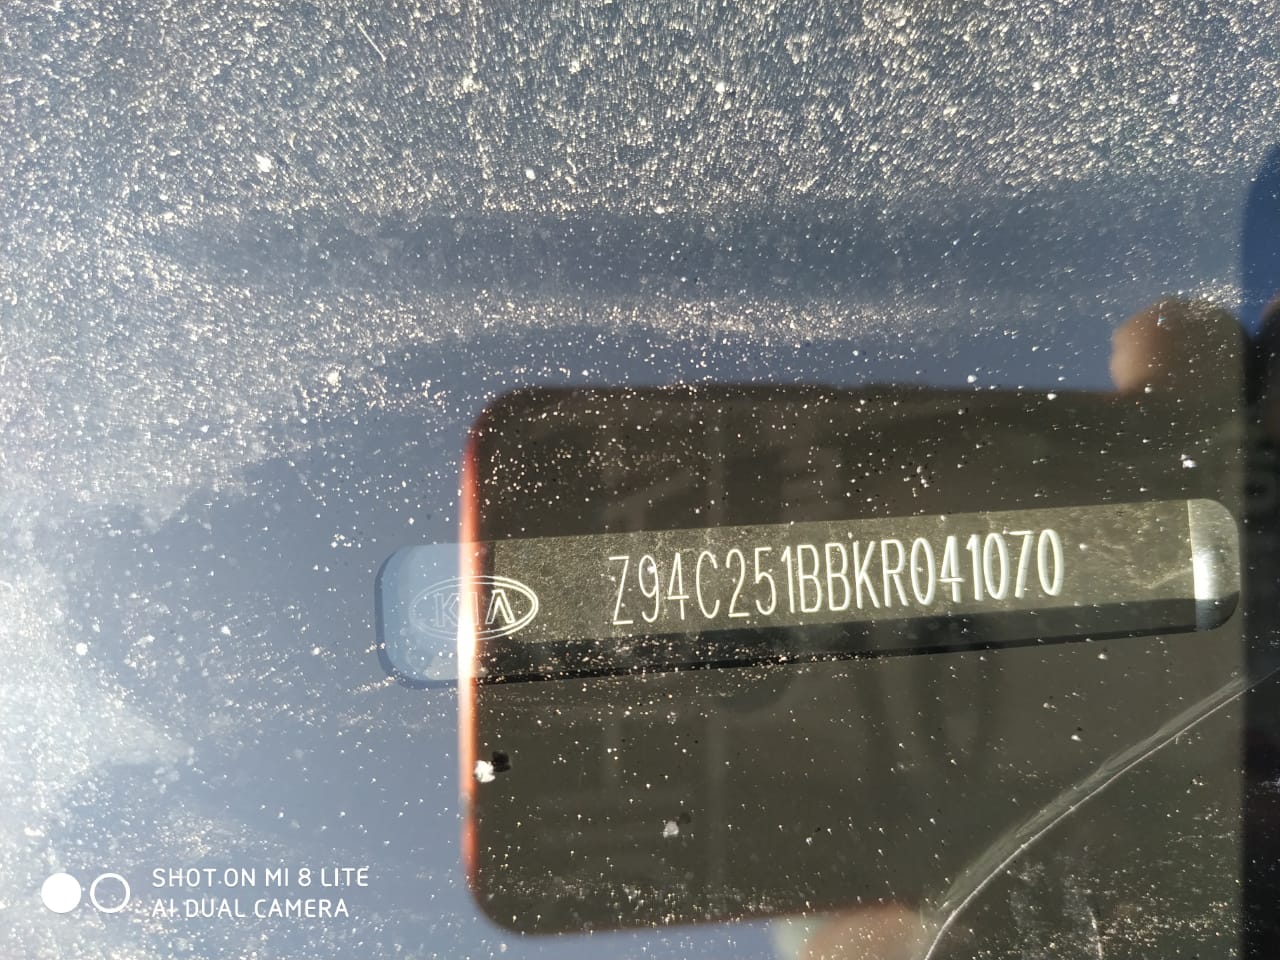 KIA
Z94C251BBKR041070
SHOT ON MI 8 LITE
AI DUAL CAMERA